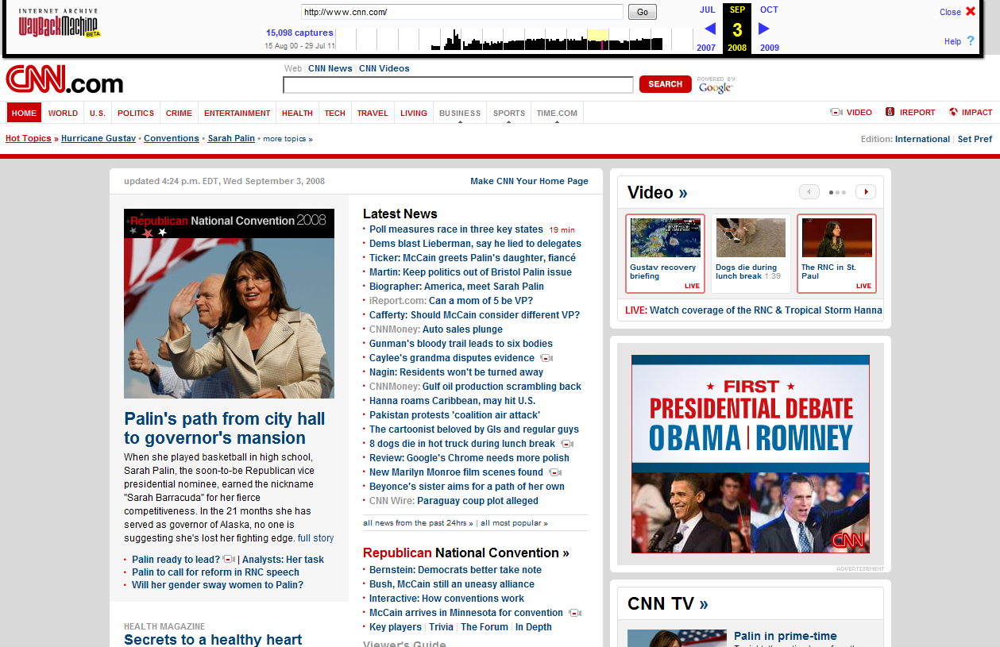 INTERNET ARCHIVE
WayBackMachine
BETA
http://www.cnn.com/
Go
15,098 captures
15 Aug 00 - 29 Jul 11
JUL
SEP
OCT
3
2007
2008
2009
Close
Help ?
CNN.com
Web | CNN News | CNN Videos
SEARCH
POWERED BY
Google
HOME
WORLD
U.S.
POLITICS
CRIME
ENTERTAINMENT
HEALTH
TECH
TRAVEL
LIVING
BUSINESS
SPORTS
TIME.COM
VIDEO
IREPORT
IMPACT
Hot Topics » Hurricane Gustav • Conventions • Sarah Palin • more topics »
Edition: International | Set Pref
updated 4:24 p.m. EDT, Wed September 3, 2008
Make CNN Your Home Page
Republican National Convention 2008
Palin's path from city hall
to governor's mansion
When she played basketball in high school,
Sarah Palin, the soon-to-be Republican vice
presidential nominee, earned the nickname
"Sarah Barracuda" for her fierce
competitiveness. In the 21 months she has
served as governor of Alaska, no one is
suggesting she's lost her fighting edge. full story
• Palin ready to lead? | Analysts: Her task
• Palin to call for reform in RNC speech
• Will her gender sway women to Palin?
HEALTH MAGAZINE
Secrets to a healthy heart
Latest News
• Poll measures race in three key states 19 min
• Dems blast Lieberman, say he lied to delegates
• Ticker: McCain greets Palin's daughter, fiancé
• Martin: Keep politics out of Bristol Palin issue
• Biographer: America, meet Sarah Palin
• iReport.com: Can a mom of 5 be VP?
• Cafferty: Should McCain consider different VP?
• CNNMoney: Auto sales plunge
• Gunman's bloody trail leads to six bodies
• Caylee's grandma disputes evidence
• Nagin: Residents won't be turned away
• CNNMoney: Gulf oil production scrambling back
• Hanna roams Caribbean, may hit U.S.
• Pakistan protests 'coalition air attack'
• The cartoonist beloved by GIs and regular guys
• 8 dogs die in hot truck during lunch break
• Review: Google's Chrome needs more polish
• New Marilyn Monroe film scenes found
• Beyonce's sister aims for a path of her own
• CNN Wire: Paraguay coup plot alleged
all news from the past 24hrs » | all most popular »
Republican National Convention »
• Bernstein: Democrats better take note
• Bush, McCain still an uneasy alliance
• Interactive: How conventions work
• McCain arrives in Minnesota for convention
• Key players | Trivia | The Forum | In Depth
Viewer's Guide
Video »
Gustav recovery
briefing
LIVE
Dogs die during
lunch break 1:39
The RNC in St.
Paul
LIVE
LIVE: Watch coverage of the RNC & Tropical Storm Hanna
FIRST
PRESIDENTIAL DEBATE
OBAMA | ROMNEY
CNN
ADVERTISEMENT
CNN TV »
Palin in prime-time